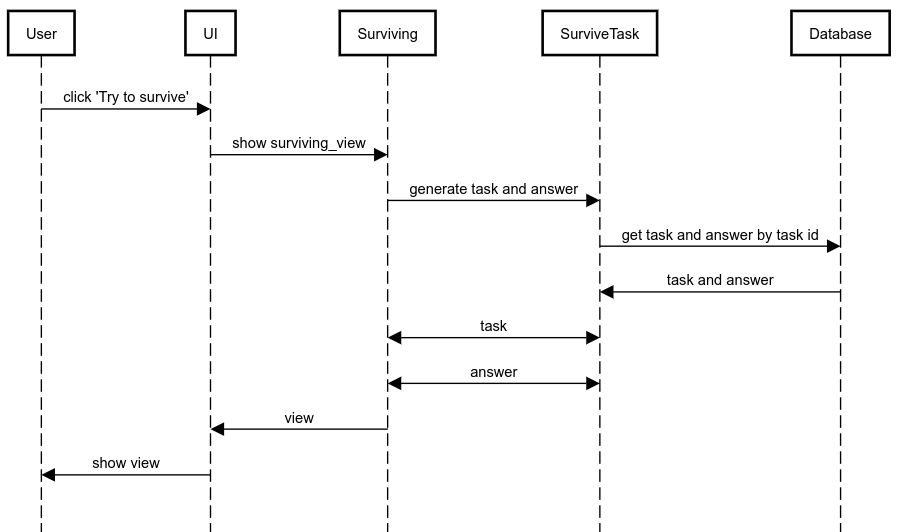 User
UI
Surviving
SurviveTask
Database
click 'Try to survive'
show surviving_view
generate task and answer
get task and answer by task id
task and answer
task
answer
view
show view